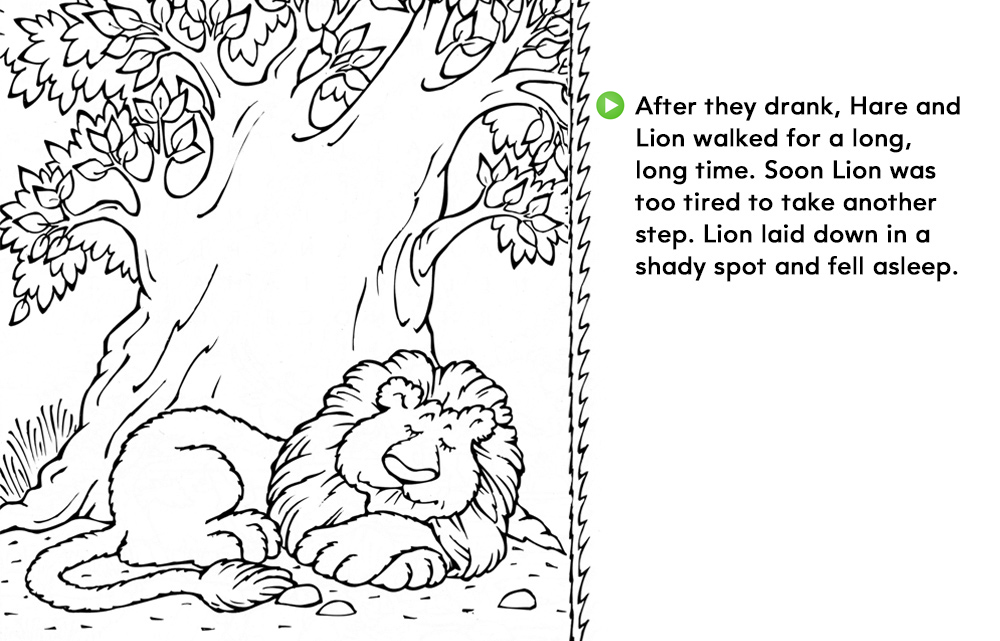 After they drank, Hare and
Lion walked for a long,
long time. Soon Lion was
too tired to take another
step. Lion laid down in a
shady spot and fell asleep.